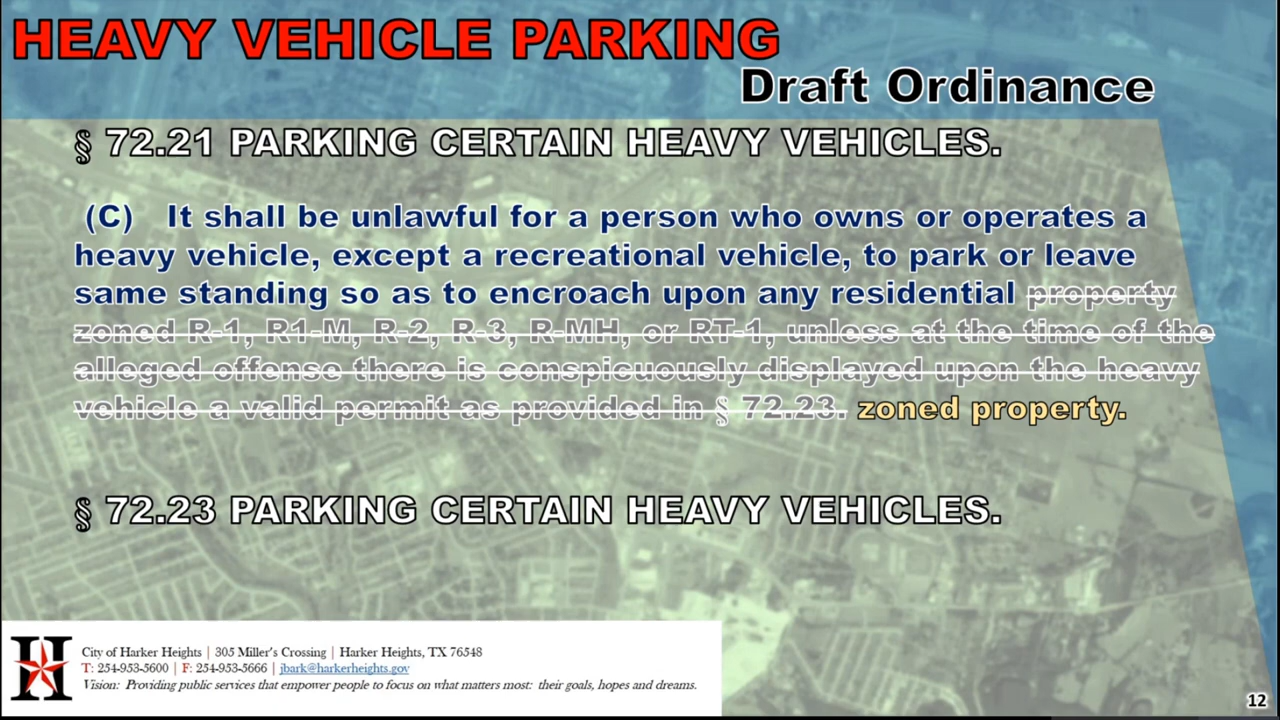 HEAVY VEHICLE PARKING
Draft Ordinance
§ 72.21 PARKING CERTAIN HEAVY VEHICLES.
(C) It shall be unlawful for a person who owns or operates a
heavy vehicle, except a recreational vehicle, to park or leave
same standing so as to encroach upon any residential property
zoned R-1, R1-M, R-2, R-3, R-MH, or RT-1, unless at the time of the
alleged offense there is conspicuously displayed upon the heavy
vehicle a valid permit as provided in § 72.23. zoned property.
§ 72.23 PARKING CERTAIN HEAVY VEHICLES.
H
City of Harker Heights | 305 Miller's Crossing | Harker Heights, TX 76548
T: 254-953-5600 | F: 254-953-5666 | jbark@harkerheights.gov
Vision: Providing public services that empower people to focus on what matters most: their goals, hopes and dreams.
12